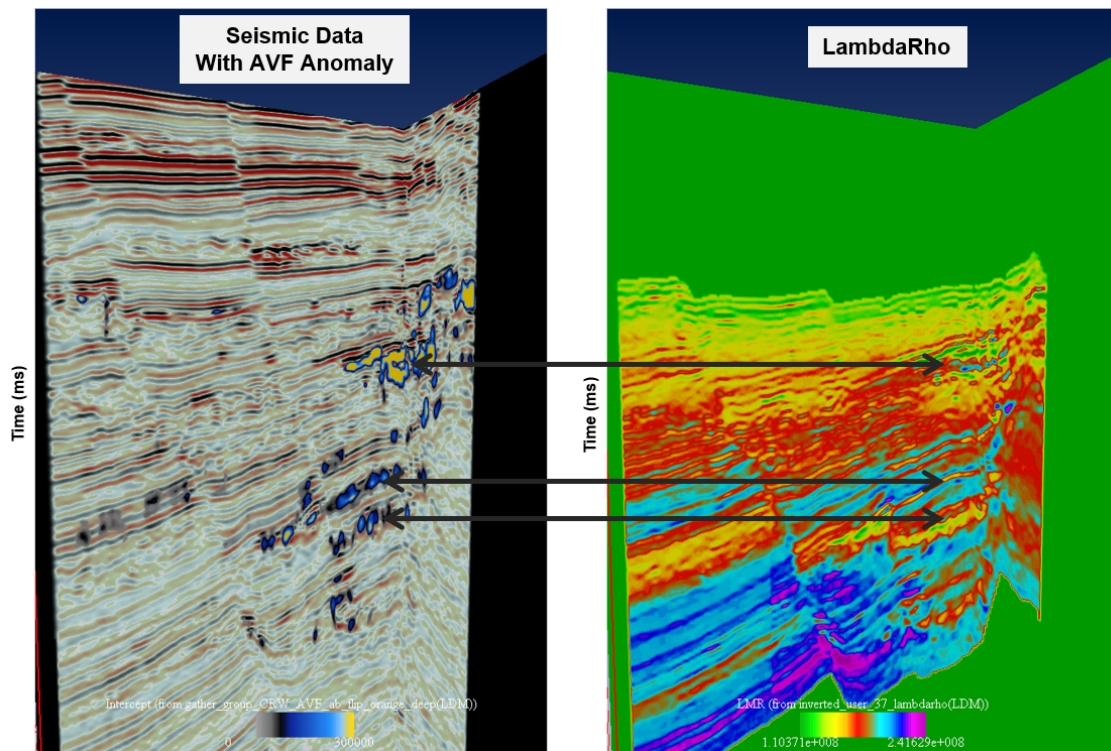 Seismic Data
With AVF Anomaly
LambdaRho
Time (ms)
Time (ms)
Intercept (from gather_group_CRW_AVF_ab_flip_orange_deep(LDM))
0 300000
LMR (from inverted_user_37_lambdarho(LDM))
1.10371e+008 2.41629e+008